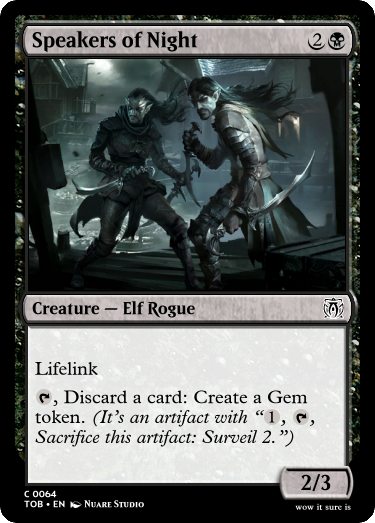 Speakers of Night 2
Creature — Elf Rogue
Lifelink
, Discard a card: Create a Gem
token. (It's an artifact with “1, ,
Sacrifice this artifact: Surveil 2.”)
2/3
C 0064
TOB • EN Nuare Studio
wow it sure is